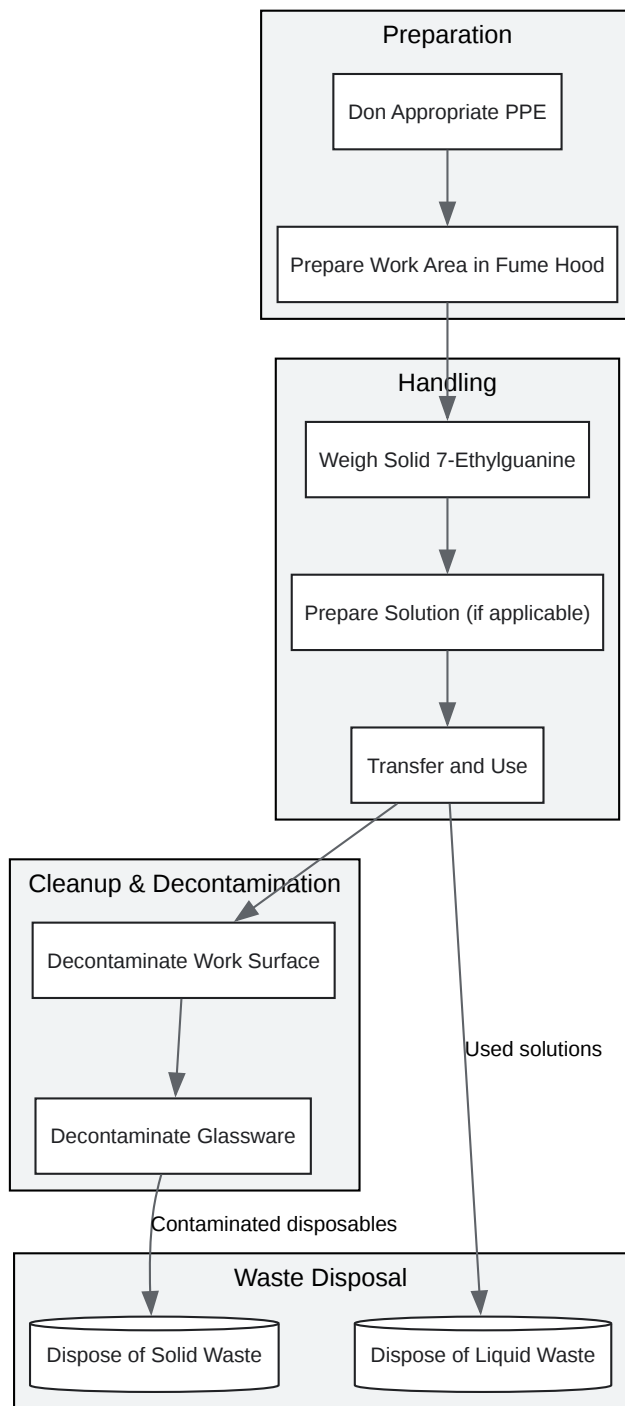 Preparation
Don Appropriate PPE
Prepare Work Area in Fume Hood
Handling
Weigh Solid 7-Ethylguanine
Prepare Solution (if applicable)
Transfer and Use
Cleanup & Decontamination
Decontaminate Work Surface
Used solutions
Decontaminate Glassware
Contaminated disposables
Waste Disposal
Dispose of Solid Waste
Dispose of Liquid Waste